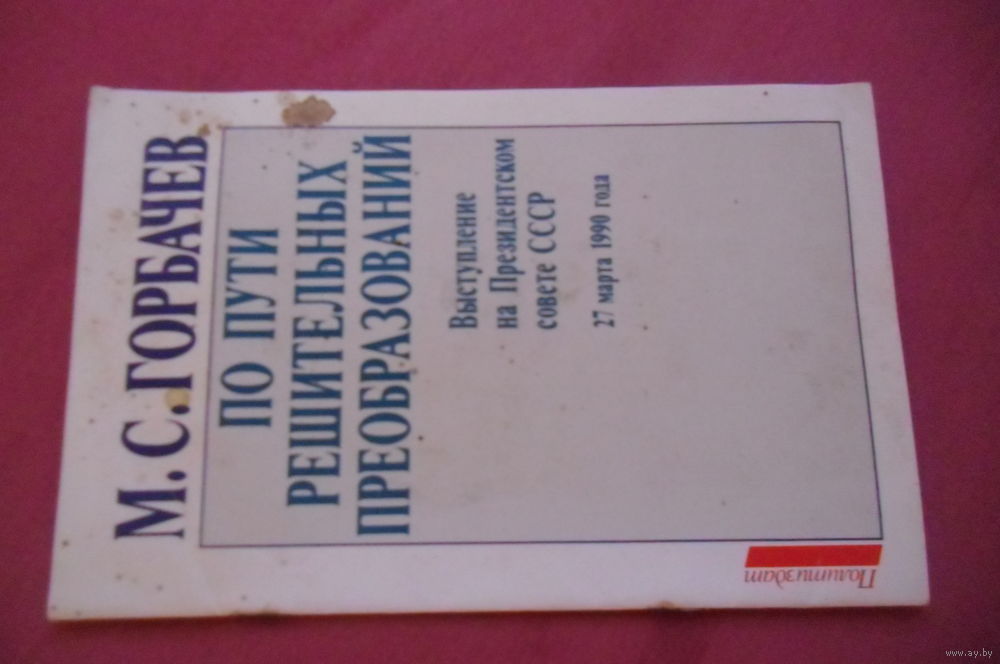 М. С. ГОРБАЧЕВ
ПО ПУТИ
РЕШИТЕЛЬНЫХ
ПРЕОБРАЗОВАНИЙ
Выступление
на Президентском
совете СССР
27 марта 1990 года
Политиздат
www.ay.by